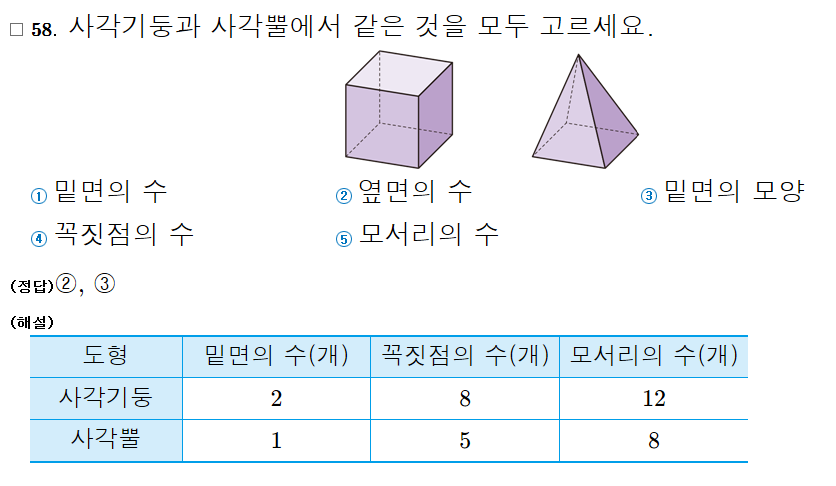 □ 58. 사각기둥과 사각뿔에서 같은 것을 모두 고르세요.
① 밑면의 수 ② 옆면의 수 ③ 밑면의 모양
④ 꼭짓점의 수 ⑤ 모서리의 수
(정답)②, ③
(해설)
도형 밑면의 수(개) 꼭짓점의 수(개) 모서리의 수(개)
사각기둥 2 8 12
사각뿔 1 5 8